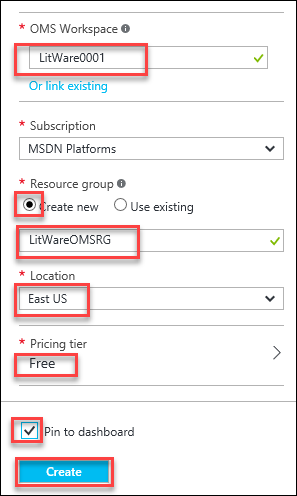 * OMS Workspace
LitWare0001
Or link existing
* Subscription
MSDN Platforms
* Resource group
Create new Use existing
LitWareOMSRG
* Location
East US
* Pricing tier
Free
Pin to dashboard
Create